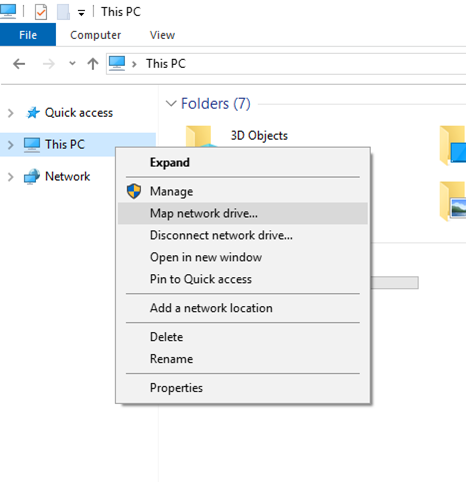 This PC
File
Computer
View
This PC
Quick access
This PC
Network
Folders (7)
3D Objects
Expand
Manage
Map network drive...
Disconnect network drive...
Open in new window
Pin to Quick access
Add a network location
Delete
Rename
Properties